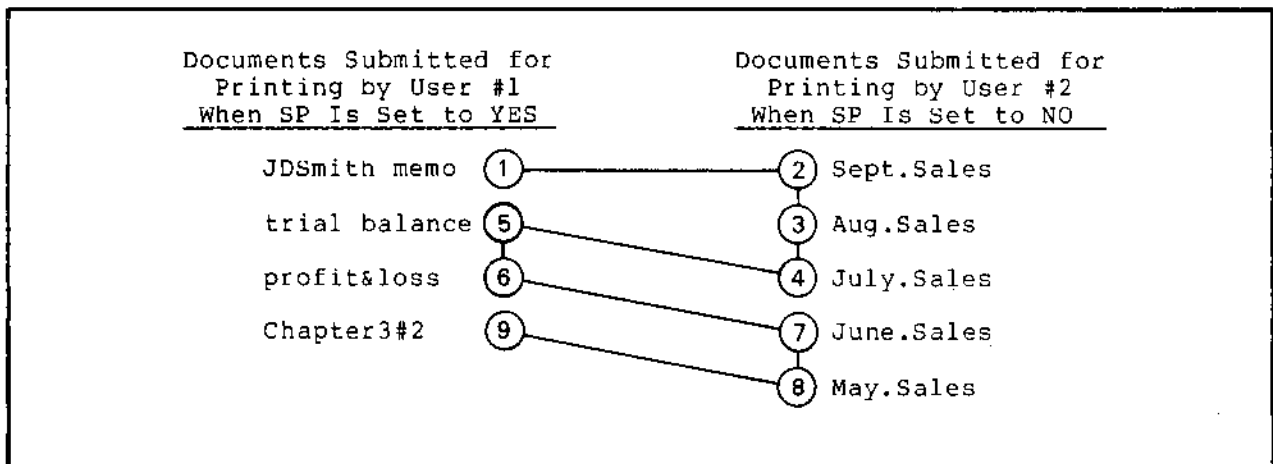 Documents Submitted for
Printing by User #1
When SP Is Set to YES
JDSmith memo 1
trial balance 5
profit&loss 6
Chapter3#2 9
Documents Submitted for
Printing by User #2
When SP Is Set to NO
2 Sept.Sales
3 Aug.Sales
4 July.Sales
7 June.Sales
8 May.Sales